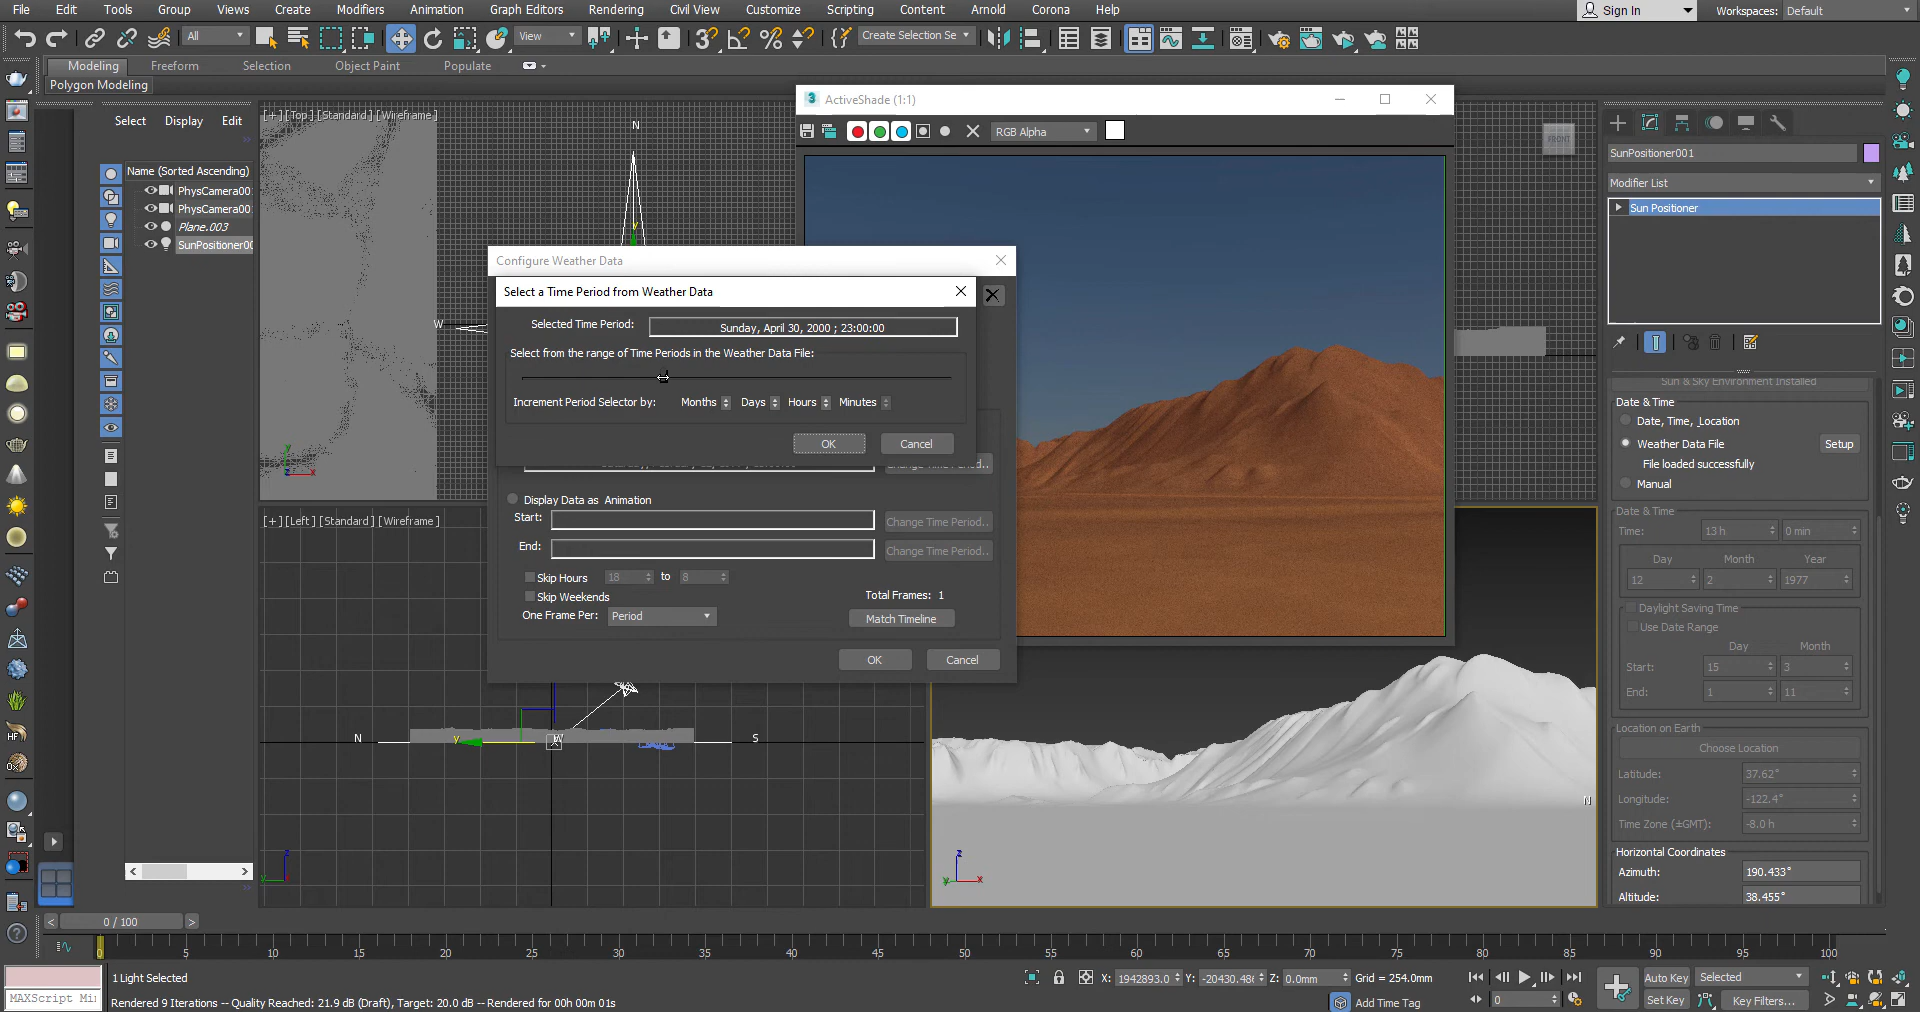 File Edit Tools Group Views Create Modifiers Animation Graph Editors Rendering Civil View Customize Scripting Content Arnold Corona Help Sign In Workspaces: Default
All View Create Selection Se
Modeling Freeform Selection Object Paint Populate
Polygon Modeling
Select Display Edit
Name (Sorted Ascending)
PhysCamera00
PhysCamera00
Plane.003
SunPositioner00
[+] [Top] [Standard] [Wireframe]
N
W
y
y
x
z
ActiveShade (1:1)
RGB Alpha
FRONT
Configure Weather Data
Select a Time Period from Weather Data
Selected Time Period: Sunday, April 30, 2000 ; 23:00:00
Select from the range of Time Periods in the Weather Data File:
Increment Period Selector by: Months Days Hours Minutes
OK Cancel
Change Time Period..
Display Data as Animation
Start: Change Time Period..
End: Change Time Period..
Skip Hours 18 to 8
Skip Weekends
Total Frames: 1
One Frame Per: Period
Match Timeline
OK Cancel
[+] [Left] [Standard] [Wireframe]
N y W S
z
y
x
N
z
y
x
SunPositioner001
Modifier List
Sun Positioner
Sun & Sky Environment Installed
Date & Time
Date, Time, Location
Weather Data File Setup
File loaded successfully
Manual
Date & Time
Time: 13 h 0 min
Day Month Year
12 2 1977
Daylight Saving Time
Use Date Range
Day Month
Start: 15 3
End: 1 11
Location on Earth
Choose Location
Latitude: 37.62°
Longitude: -122.4°
Time Zone (±GMT): -8.0 h
Horizontal Coordinates
Azimuth: 190.433°
Altitude: 38.455°
HF
0 / 100
0 5 10 15 20 25 30 35 40 45 50 55 60 65 70 75 80 85 90 95 100
1 Light Selected
X: 1942893.0 Y: -20430.486 Z: 0.0mm Grid = 254.0mm
Auto Key Selected
MAXScript Mi
Rendered 9 Iterations -- Quality Reached: 21.9 dB (Draft), Target: 20.0 dB -- Rendered for 00h 00m 01s
Add Time Tag
0
Set Key Key Filters...